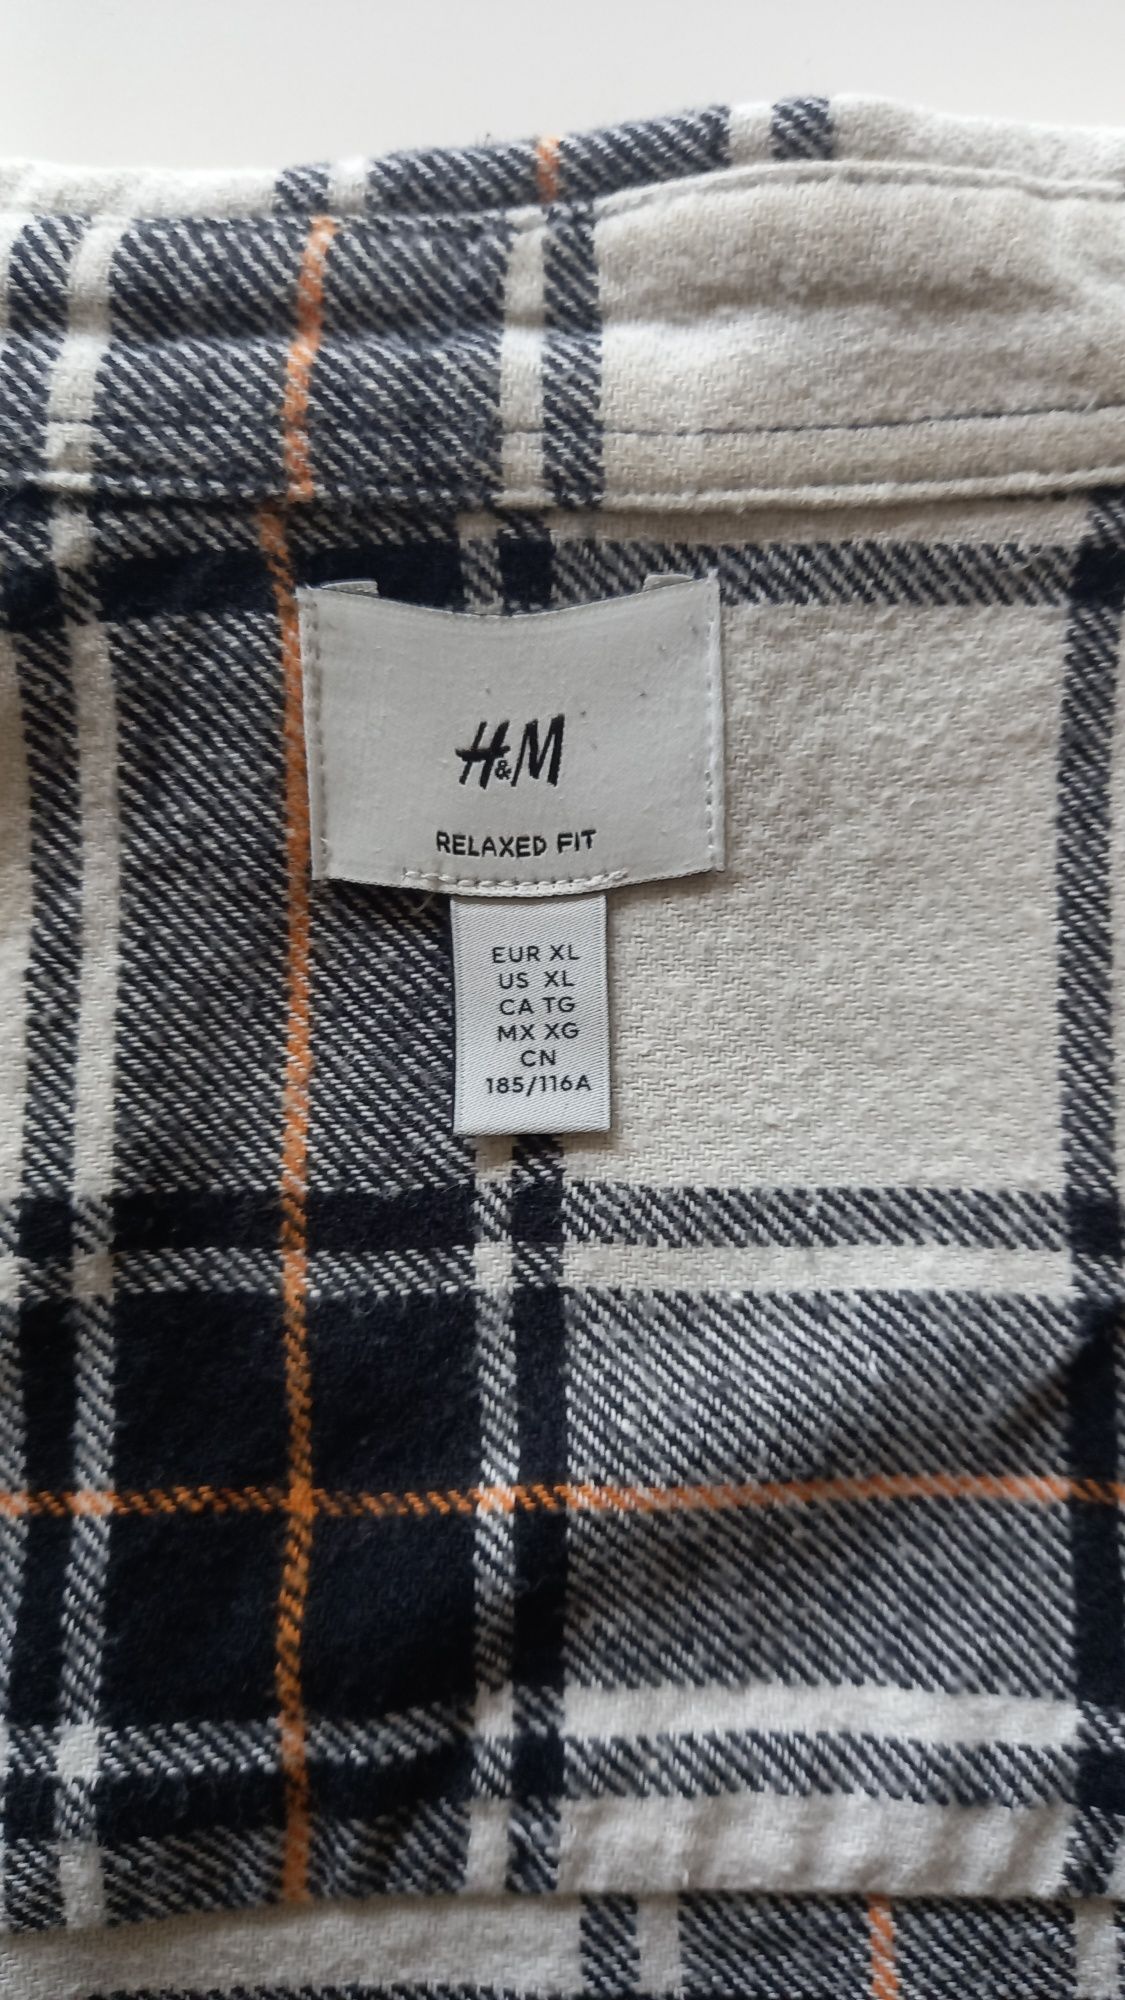 H&M
RELAXED FIT
EUR XL
US XL
CA TG
MX XG
CN
185/116A